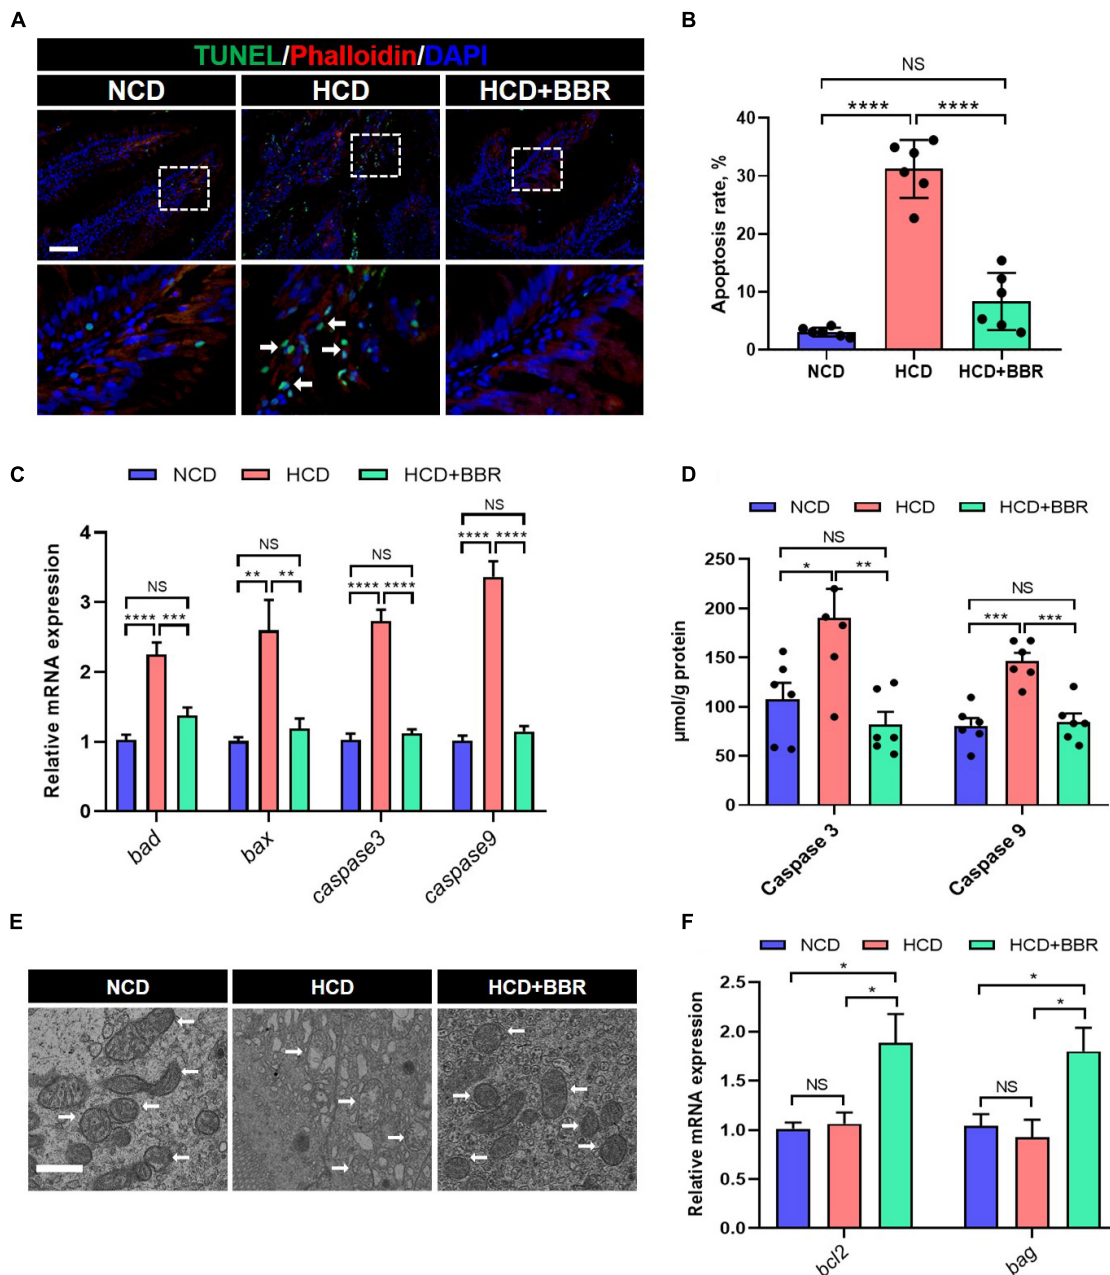 A
TUNEL/Phalloidin/DAPI
NCD HCD HCD+BBR
B
NS
**** ****
Apoptosis rate, %
40
30
20
10
0
NCD HCD HCD+BBR
C
NCD HCD HCD+BBR
Relative mRNA expression
4
3
2
1
0
NS
**** ***
NS
** **
NS
**** ****
NS
**** ****
bad bax caspase3 caspase9
D
NCD HCD HCD+BBR
µmol/g protein
250
200
150
100
50
0
NS
* **
NS
*** ***
Caspase 3 Caspase 9
E
NCD HCD HCD+BBR
F
NCD HCD HCD+BBR
Relative mRNA expression
2.5
2.0
1.5
1.0
0.5
0.0
*
*
NS
*
*
NS
bcl2 bag